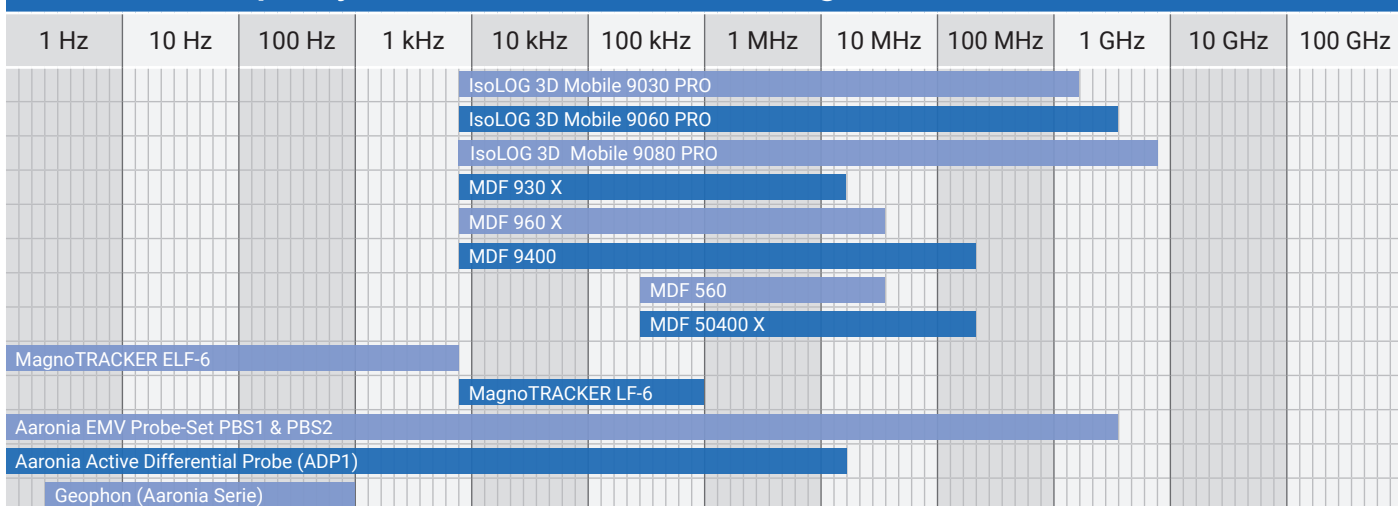 1 Hz 10 Hz 100 Hz 1 kHz 10 kHz 100 kHz 1 MHz 10 MHz 100 MHz 1 GHz 10 GHz 100 GHz
IsoLOG 3D Mobile 9030 PRO
IsoLOG 3D Mobile 9060 PRO
IsoLOG 3D Mobile 9080 PRO
MDF 930 X
MDF 960 X
MDF 9400
MDF 560
MDF 50400 X
MagnoTRACKER ELF-6
MagnoTRACKER LF-6
Aaronia EMV Probe-Set PBS1 & PBS2
Aaronia Active Differential Probe (ADP1)
Geophon (Aaronia Serie)